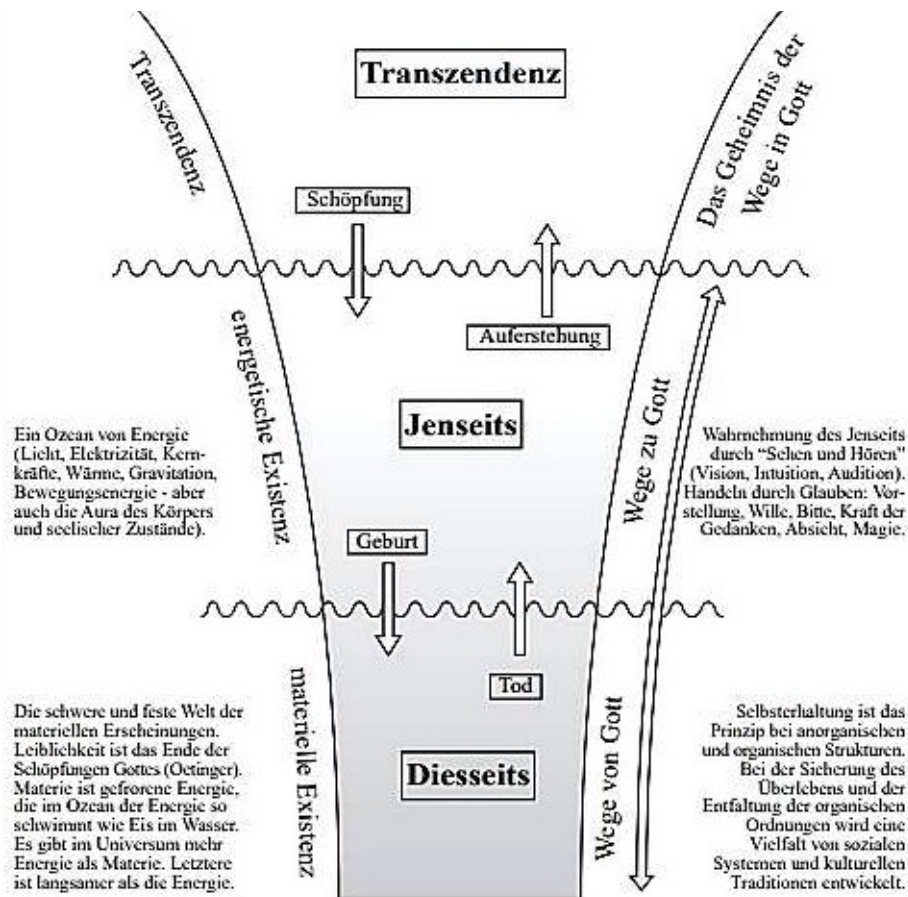 Transzendenz
Transzendenz
Das Geheimnis der
Wege in Gott
Schöpfung
Auferstehung
energetische Existenz
Jenseits
Wege zu Gott
Ein Ozean von Energie
(Licht, Elektrizität, Kern-
kräfte, Wärme, Gravitation,
Bewegungsenergie - aber
auch die Aura des Körpers
und seelischer Zustände).
Wahrnehmung des Jenseits
durch "Sehen und Hören"
(Vision, Intuition, Audition).
Handeln durch Glauben: Vor-
stellung, Wille, Bitte, Kraft der
Gedanken, Absicht, Magie.
Geburt
Tod
materielle Existenz
Diesseits
Wege von Gott
Die schwere und feste Welt der
materiellen Erscheinungen.
Leiblichkeit ist das Ende der
Schöpfungen Gottes (Oetinger).
Materie ist gefrorene Energie,
die im Ozean der Energie so
schwimmt wie Eis im Wasser.
Es gibt im Universum mehr
Energie als Materie. Letztere
ist langsamer als die Energie.
Selbsterhaltung ist das
Prinzip bei anorganischen
und organischen Strukturen.
Bei der Sicherung des
Überlebens und der
Entfaltung der organischen
Ordnungen wird eine
Vielfalt von sozialen
Systemen und kulturellen
Traditionen entwickelt.